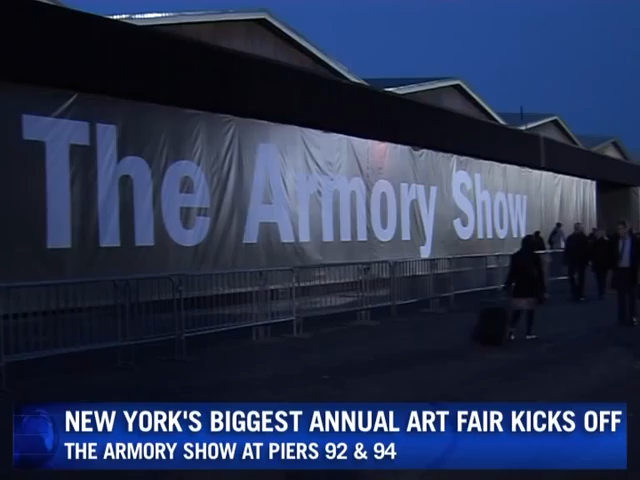 The Armory Show
NEW YORK'S BIGGEST ANNUAL ART FAIR KICKS OFF
THE ARMORY SHOW AT PIERS 92 & 94